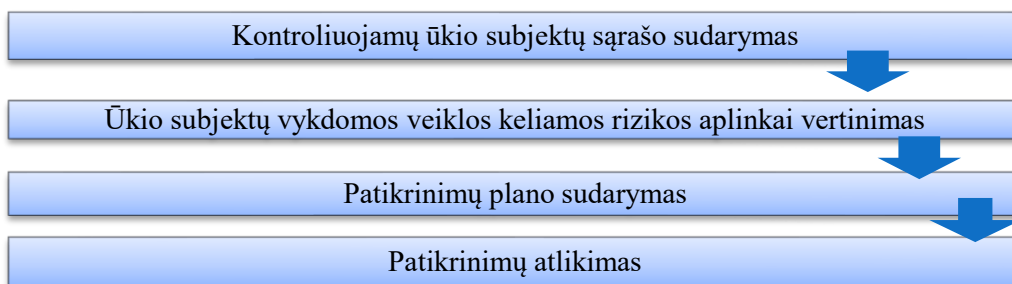 Kontroliuojamų ūkio subjektų sąrašo sudarymas
Ūkio subjektų vykdomos veiklos keliamos rizikos aplinkai vertinimas
Patikrinimų plano sudarymas
Patikrinimų atlikimas